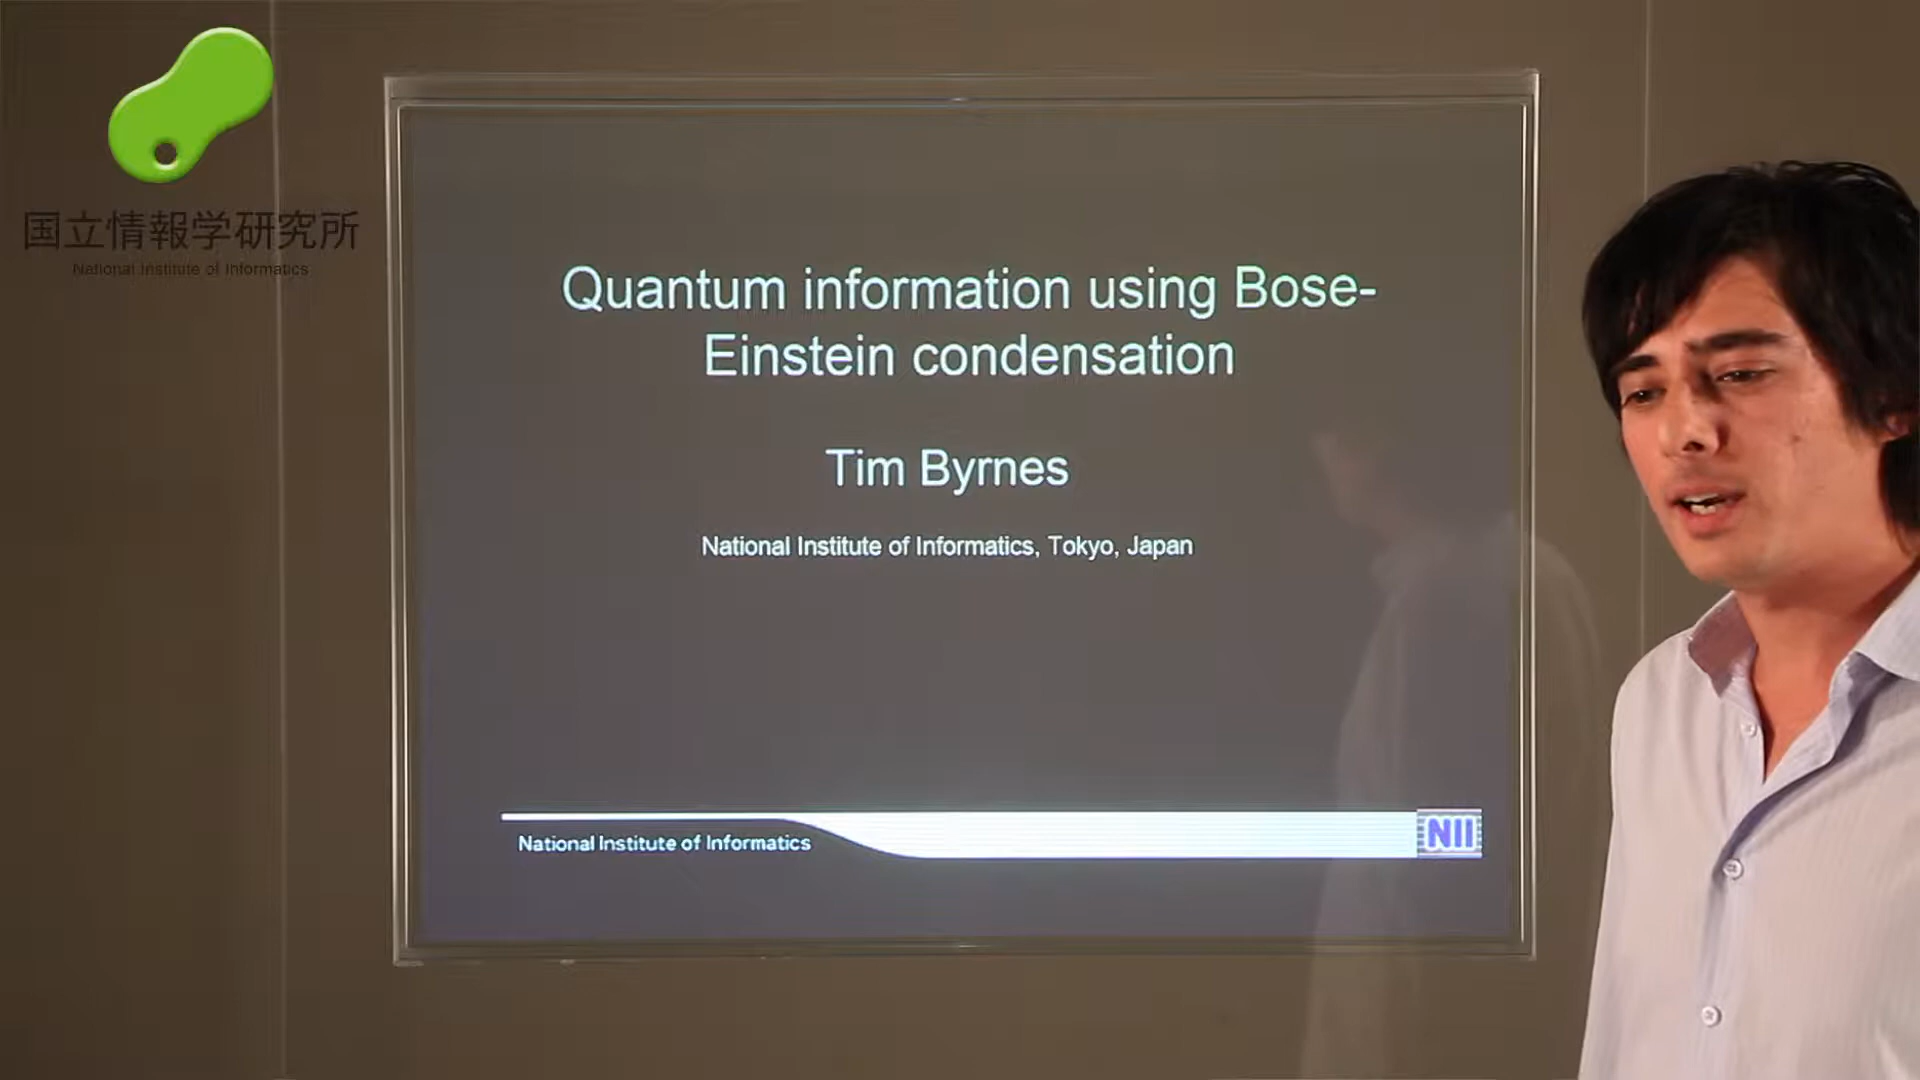 国立情報学研究所
National Institute of Informatics
Quantum information using Bose-
Einstein condensation
Tim Byrnes
National Institute of Informatics, Tokyo, Japan
National Institute of Informatics
NII